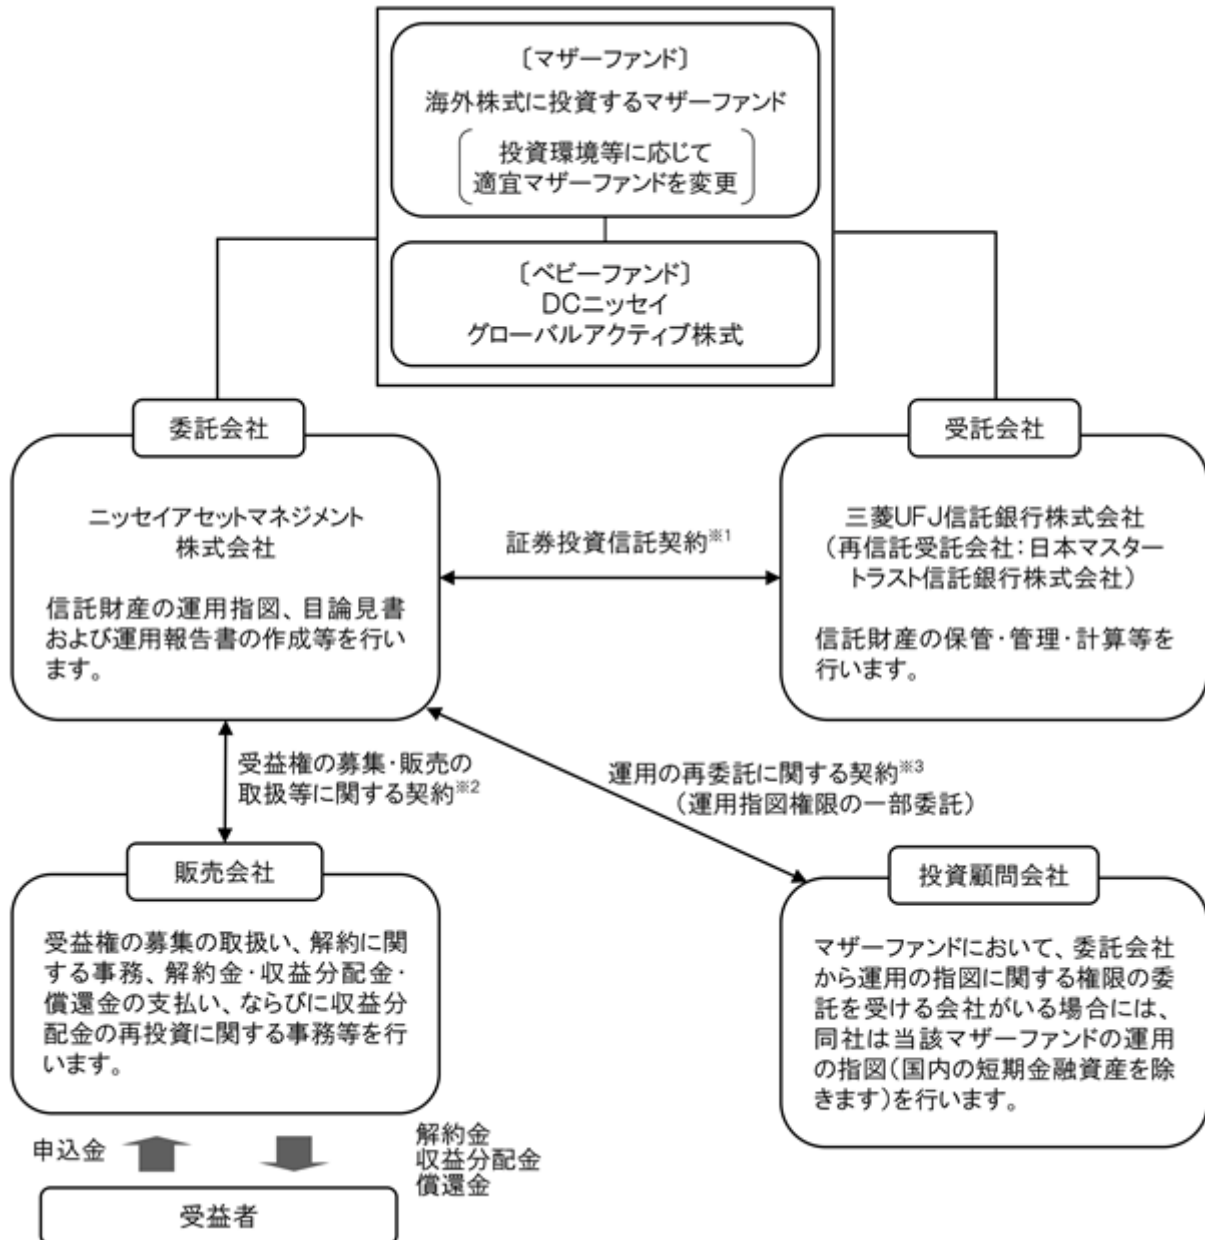 〔マザーファンド〕
海外株式に投資するマザーファンド
投資環境等に応じて
適宜マザーファンドを変更
〔ベビーファンド〕
DCニッセイ
グローバルアクティブ株式
委託会社
ニッセイアセットマネジメント
株式会社
信託財産の運用指図、目論見書
および運用報告書の作成等を行い
ます。
証券投資信託契約※1
受託会社
三菱UFJ信託銀行株式会社
（再信託受託会社：日本マスター
トラスト信託銀行株式会社）
信託財産の保管・管理・計算等を
行います。
受益権の募集・販売の
取扱等に関する契約※2
運用の再委託に関する契約※3
（運用指図権限の一部委託）
販売会社
受益権の募集の取扱い、解約に関
する事務、解約金・収益分配金・
償還金の支払い、ならびに収益分
配金の再投資に関する事務等を行
います。
投資顧問会社
マザーファンドにおいて、委託会社
から運用の指図に関する権限の委
託を受ける会社がいる場合には、
同社は当該マザーファンドの運用
の指図（国内の短期金融資産を除
きます）を行います。
申込金
解約金
収益分配金
償還金
受益者